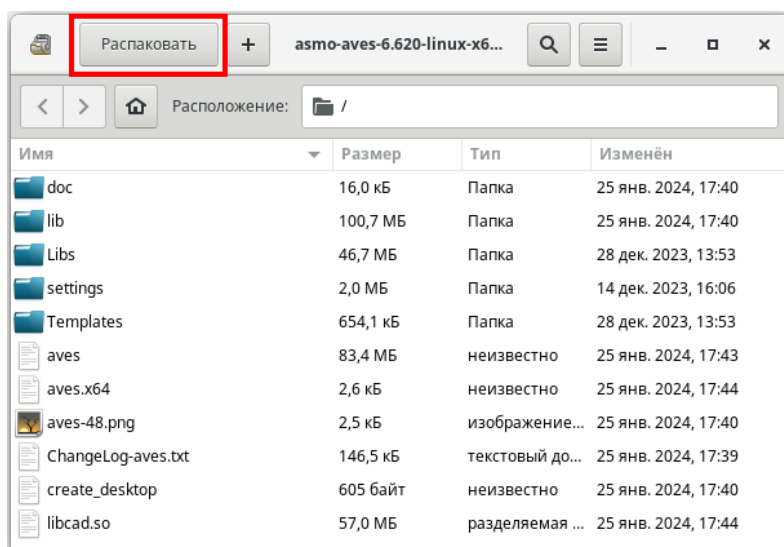 Распаковать + asmo-aves-6.620-linux-x6...
Расположение: /
Имя Размер Тип Изменён
doc 16,0 кБ Папка 25 янв. 2024, 17:40
lib 100,7 МБ Папка 25 янв. 2024, 17:40
Libs 46,7 МБ Папка 28 дек. 2023, 13:53
settings 2,0 МБ Папка 14 дек. 2023, 16:06
Templates 654,1 кБ Папка 28 дек. 2023, 13:53
aves 83,4 МБ неизвестно 25 янв. 2024, 17:43
aves.x64 2,6 кБ неизвестно 25 янв. 2024, 17:44
aves-48.png 2,5 кБ изображение... 25 янв. 2024, 17:40
ChangeLog-aves.txt 146,5 кБ текстовый до... 25 янв. 2024, 17:39
create_desktop 605 байт неизвестно 25 янв. 2024, 17:40
libcad.so 57,0 МБ разделяемая ... 25 янв. 2024, 17:44